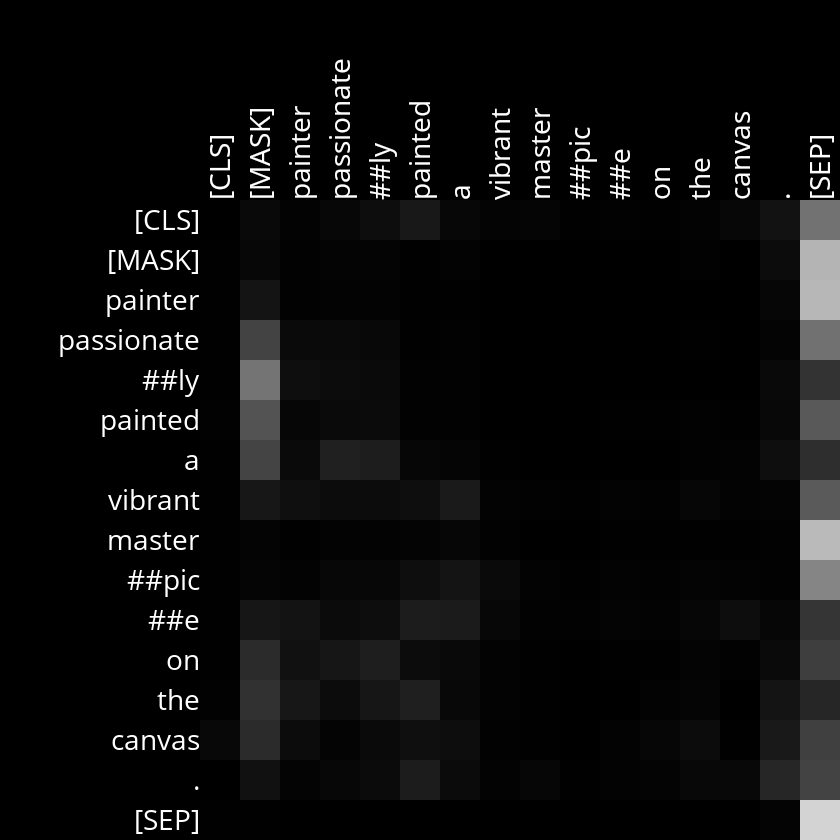 [CLS] [MASK] painter passionate ##ly painted a vibrant master ##pic ##e on the canvas . [SEP]
[CLS]
[MASK]
painter
passionate
##ly
painted
a
vibrant
master
##pic
##e
on
the
canvas
.
[SEP]